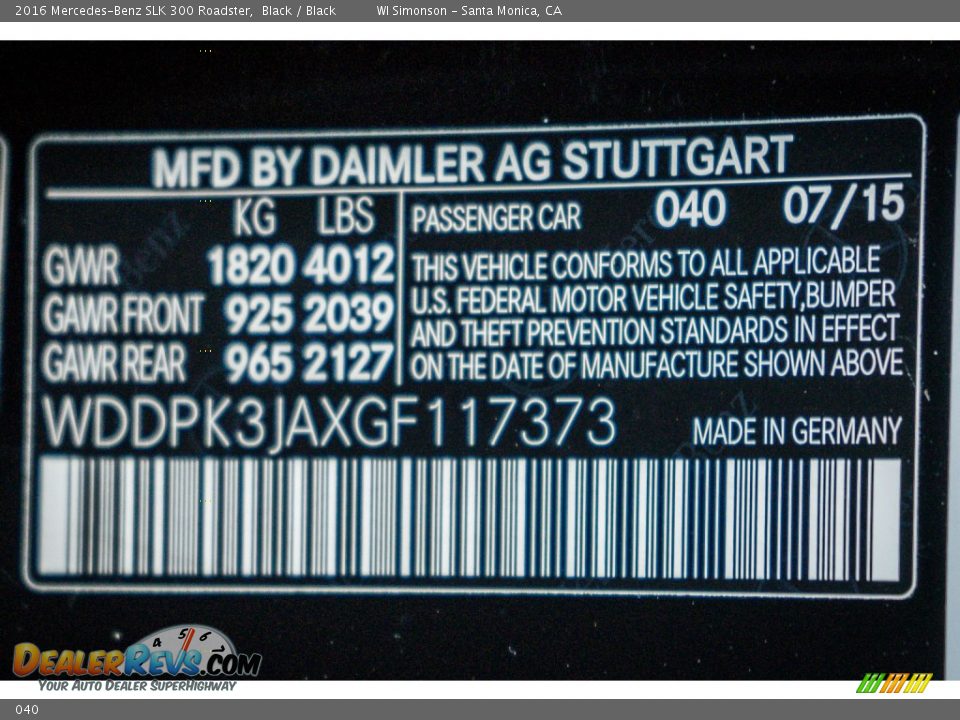 2016 Mercedes-Benz SLK 300 Roadster, Black / Black WI Simonson - Santa Monica, CA
MFD BY DAIMLER AG STUTTGART
KG LBS
GVWR 1820 4012
GAWR FRONT 925 2039
GAWR REAR 965 2127
PASSENGER CAR 040 07/15
THIS VEHICLE CONFORMS TO ALL APPLICABLE
U.S. FEDERAL MOTOR VEHICLE SAFETY,BUMPER
AND THEFT PREVENTION STANDARDS IN EFFECT
ON THE DATE OF MANUFACTURE SHOWN ABOVE
WDDPK3JAXGF117373
MADE IN GERMANY
4 5 6
DEALERREVS.COM
YOUR AUTO DEALER SUPERHIGHWAY
040